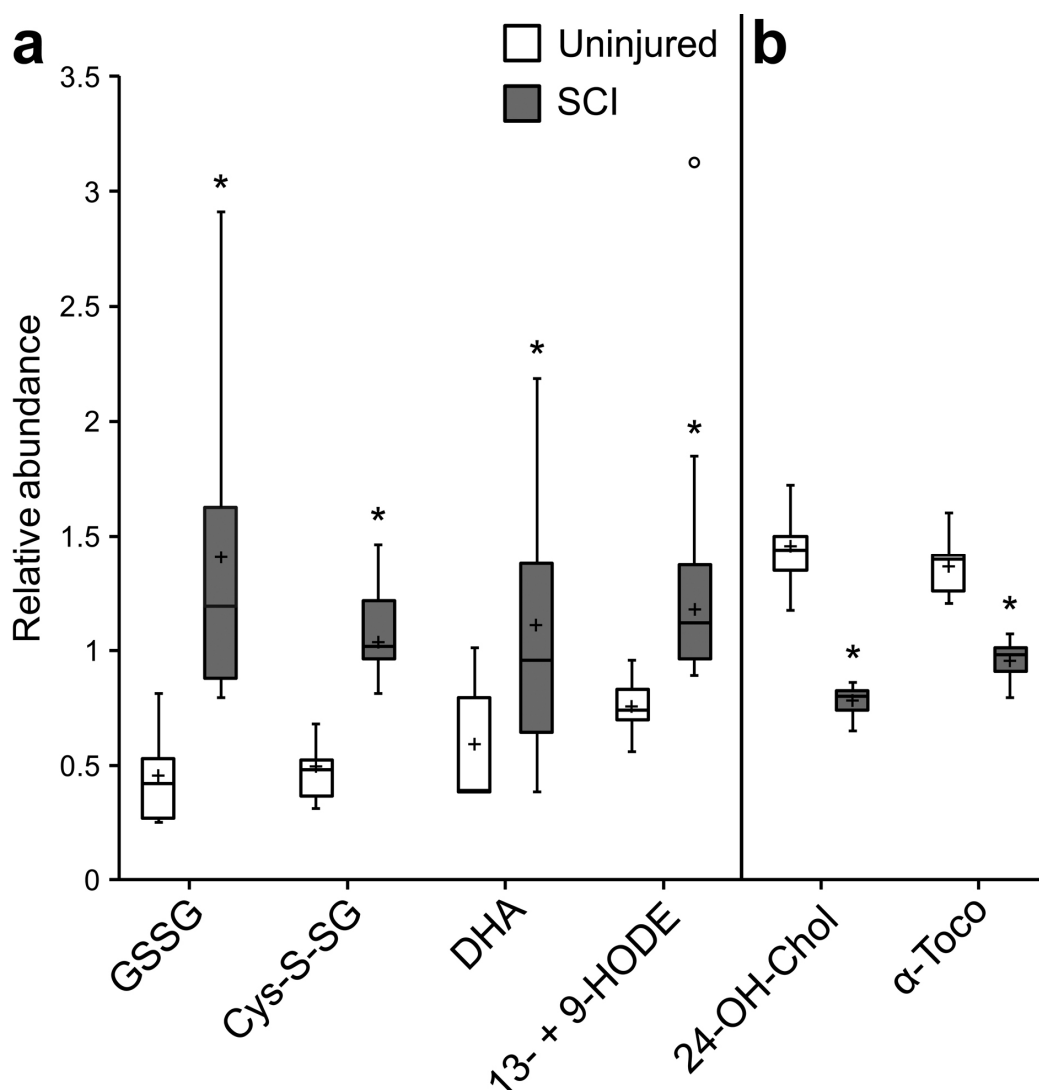 a
Uninjured
SCI
b
Relative abundance
3.5
3
2.5
2
1.5
1
0.5
0
*
*
*
*
*
*
GSSG
Cys-S-SG
DHA
13- + 9-HODE
24-OH-Chol
α-Toco